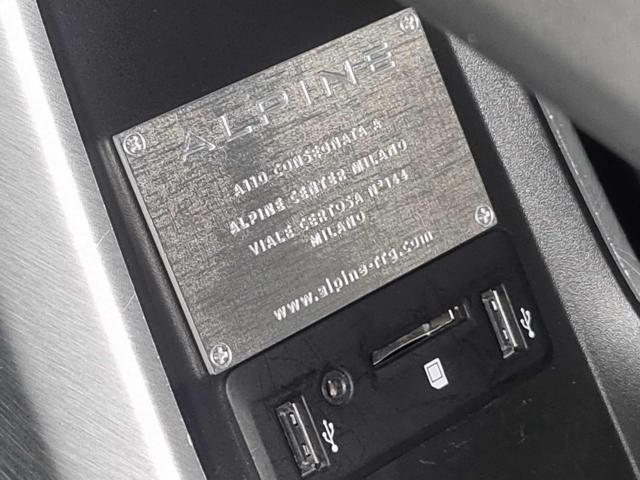 ALPINE
A110 CONSEGNATA A
ALPINE CENTER MILANO
VIALE CERTOSA N°144
MILANO
www.alpine-rrg.com